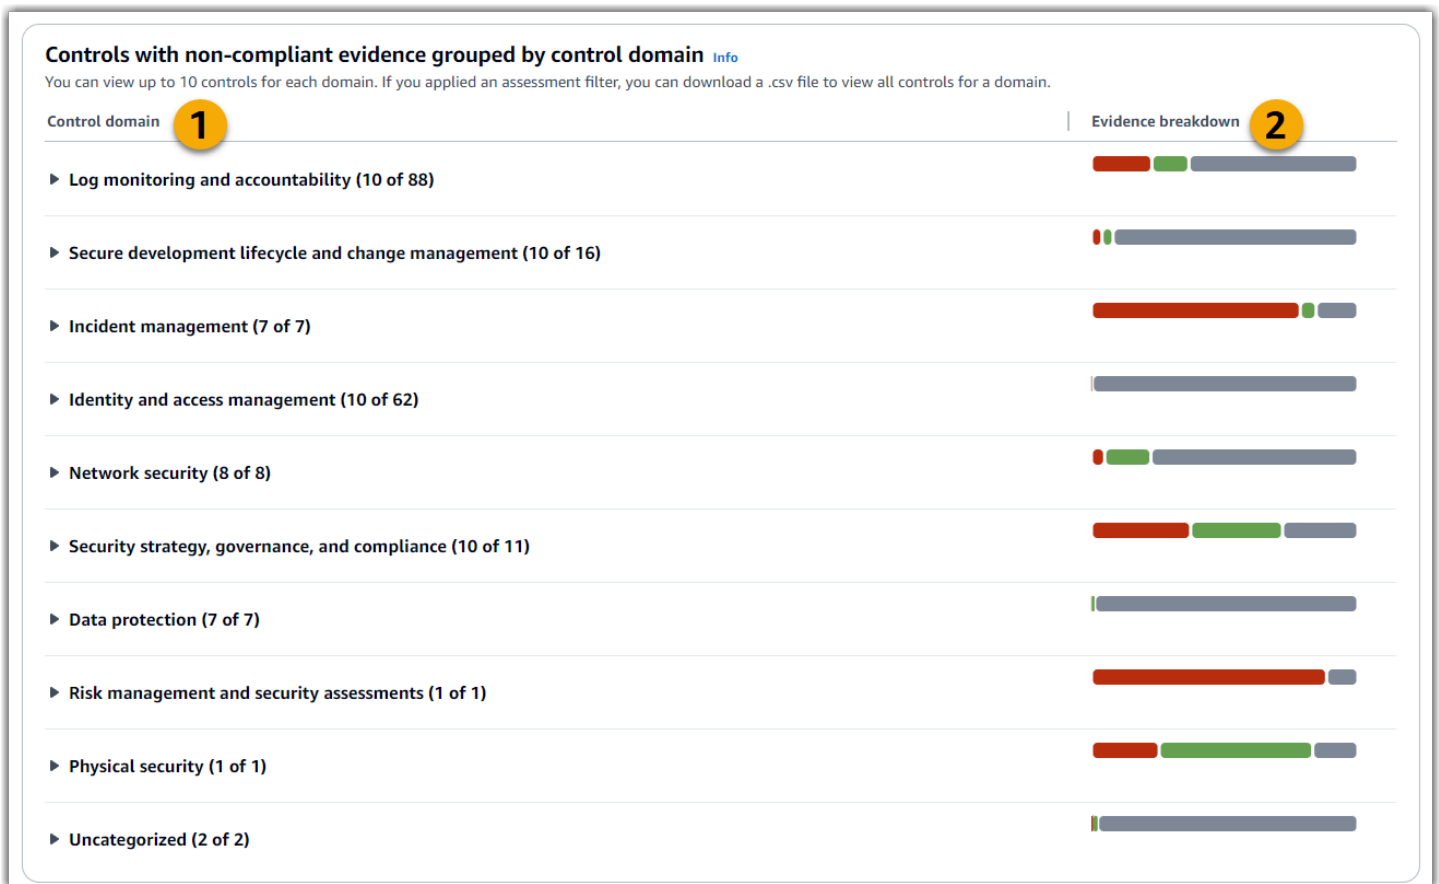 Controls with non-compliant evidence grouped by control domain Info
You can view up to 10 controls for each domain. If you applied an assessment filter, you can download a .csv file to view all controls for a domain.
Control domain 1 Evidence breakdown 2
Log monitoring and accountability (10 of 88)
Secure development lifecycle and change management (10 of 16)
Incident management (7 of 7)
Identity and access management (10 of 62)
Network security (8 of 8)
Security strategy, governance, and compliance (10 of 11)
Data protection (7 of 7)
Risk management and security assessments (1 of 1)
Physical security (1 of 1)
Uncategorized (2 of 2)